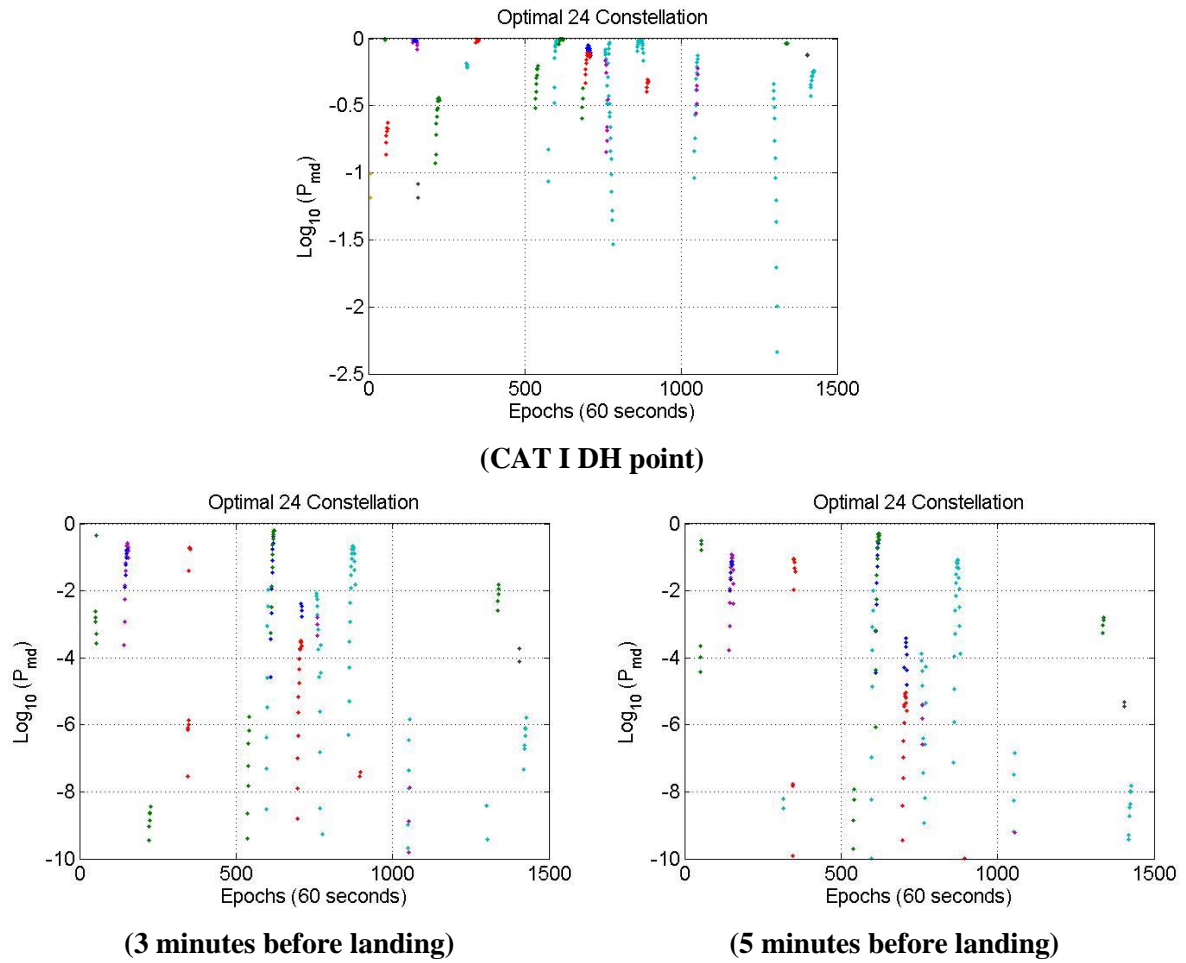 Optimal 24 Constellation
0
-0.5
-1
-1.5
-2
-2.5
Log10 (Pmd)
0 500 1000 1500
Epochs (60 seconds)
(CAT I DH point)
Optimal 24 Constellation
0
-2
-4
-6
-8
-10
Log10 (Pmd)
0 500 1000 1500
Epochs (60 seconds)
(3 minutes before landing)
Optimal 24 Constellation
0
-2
-4
-6
-8
-10
Log10 (Pmd)
0 500 1000 1500
Epochs (60 seconds)
(5 minutes before landing)